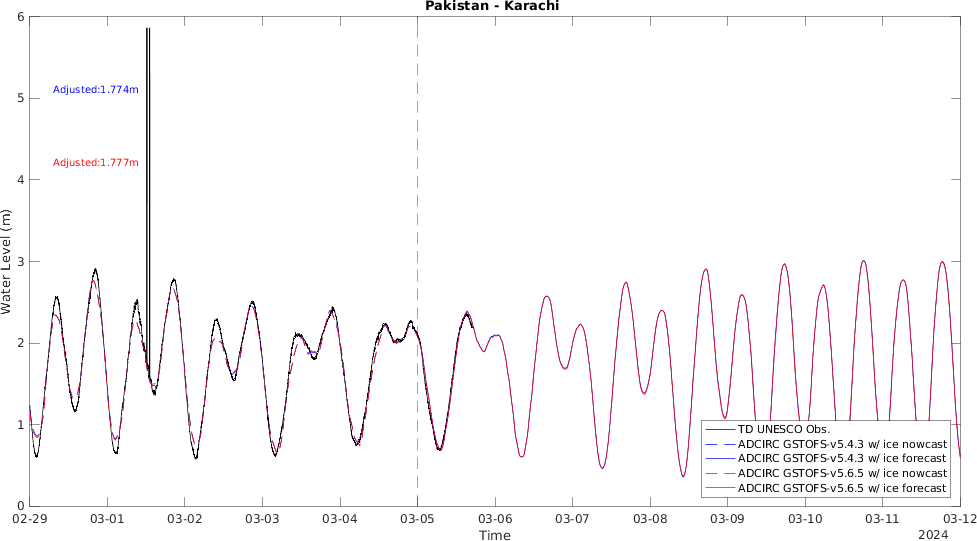 Pakistan - Karachi
6
5
4
3
2
1
0
Water Level (m)
Adjusted:1.774m
Adjusted:1.777m
TD UNESCO Obs.
ADCIRC GSTOFS-v5.4.3 w/ ice nowcast
ADCIRC GSTOFS-v5.4.3 w/ ice forecast
ADCIRC GSTOFS-v5.6.5 w/ ice nowcast
ADCIRC GSTOFS-v5.6.5 w/ ice forecast
02-29 03-01 03-02 03-03 03-04 03-05 03-06 03-07 03-08 03-09 03-10 03-11 03-12
Time
2024